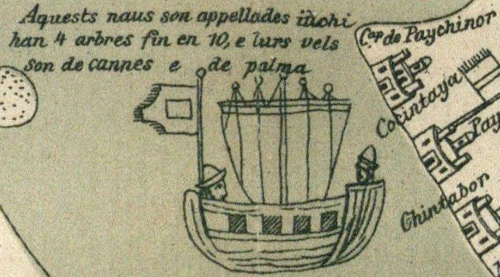 Aquests naus son appellades inchi
han 4 arbres fin en 10, e lurs vels
son de cannes e de palma
Cap de Paychinor
Cocintaya
Pay
Chintabor